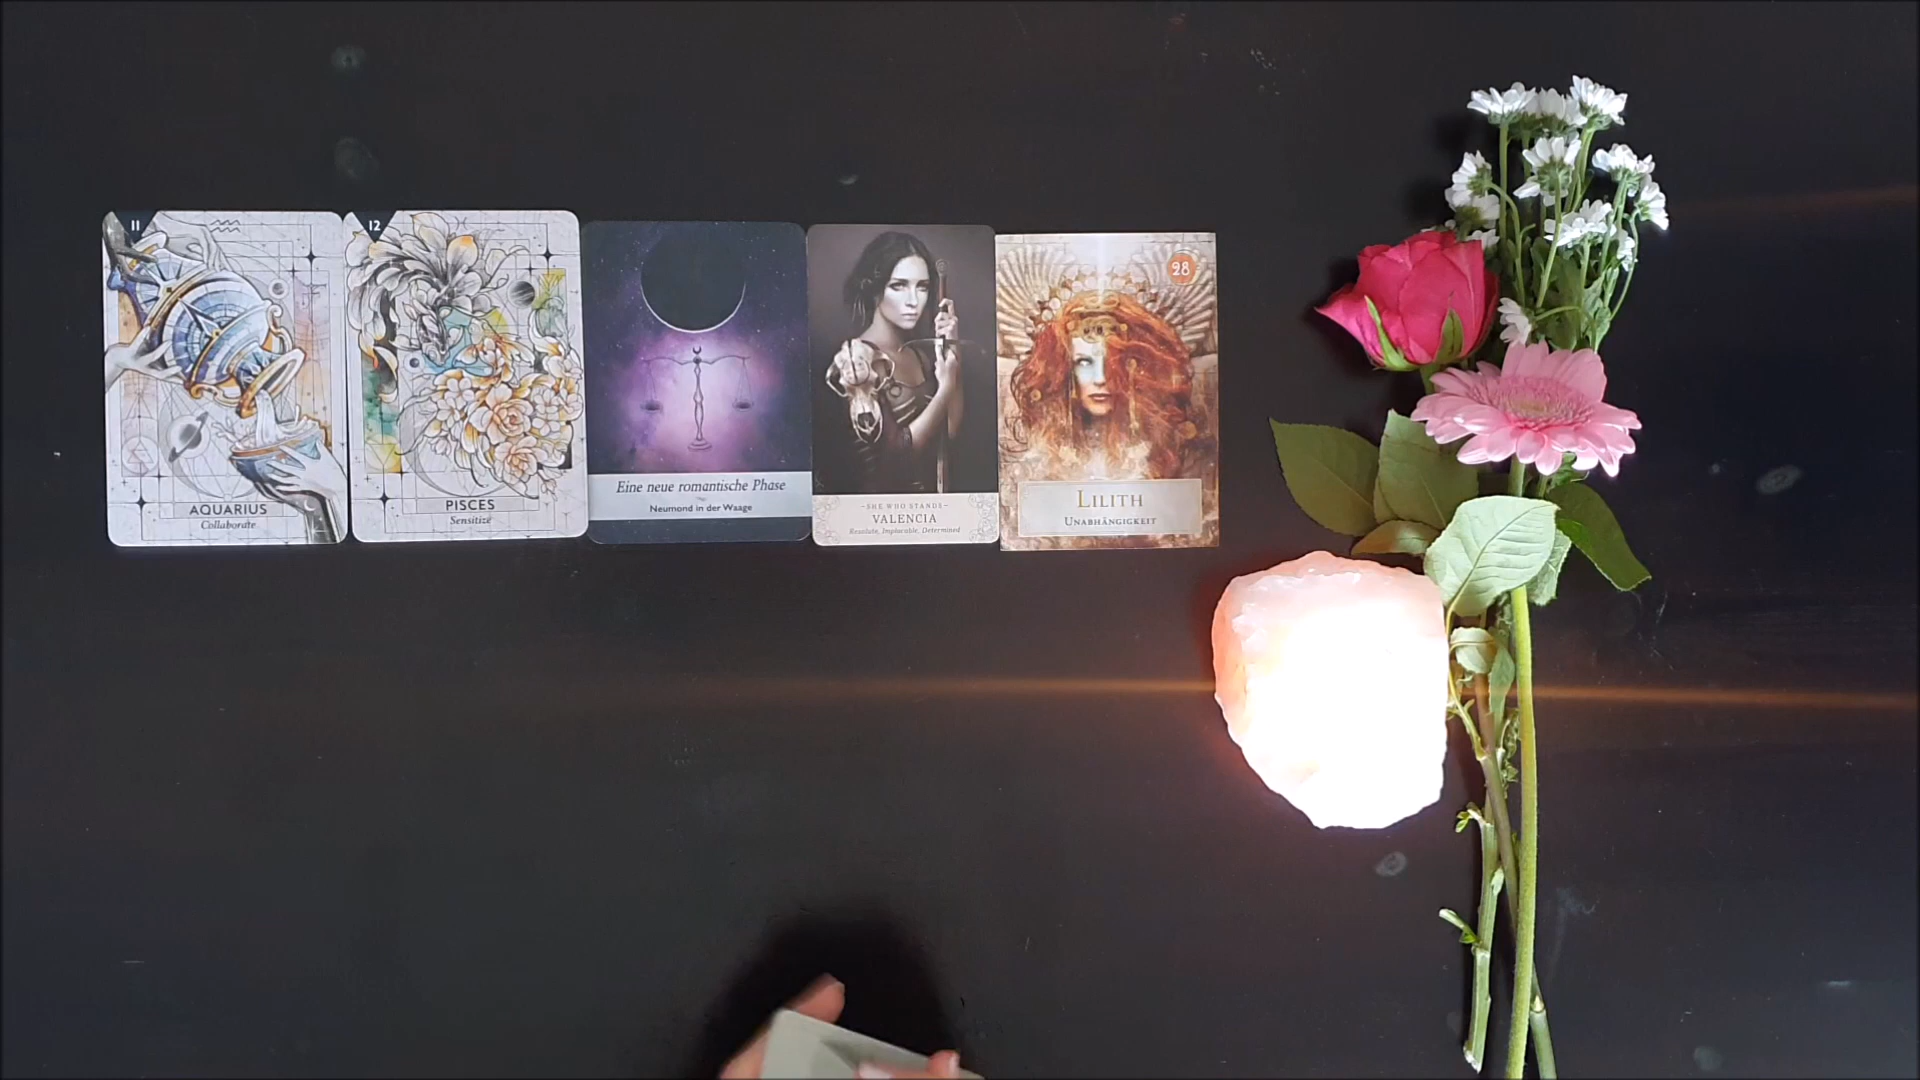 11
AQUARIUS
Collaborate
12
PISCES
Sensitize
Eine neue romantische Phase
Neumond in der Waage
- SHE WHO STANDS -
VALENCIA
Resolute, Implacable, Determined
28
LILITH
UNABHÄNGIGKEIT